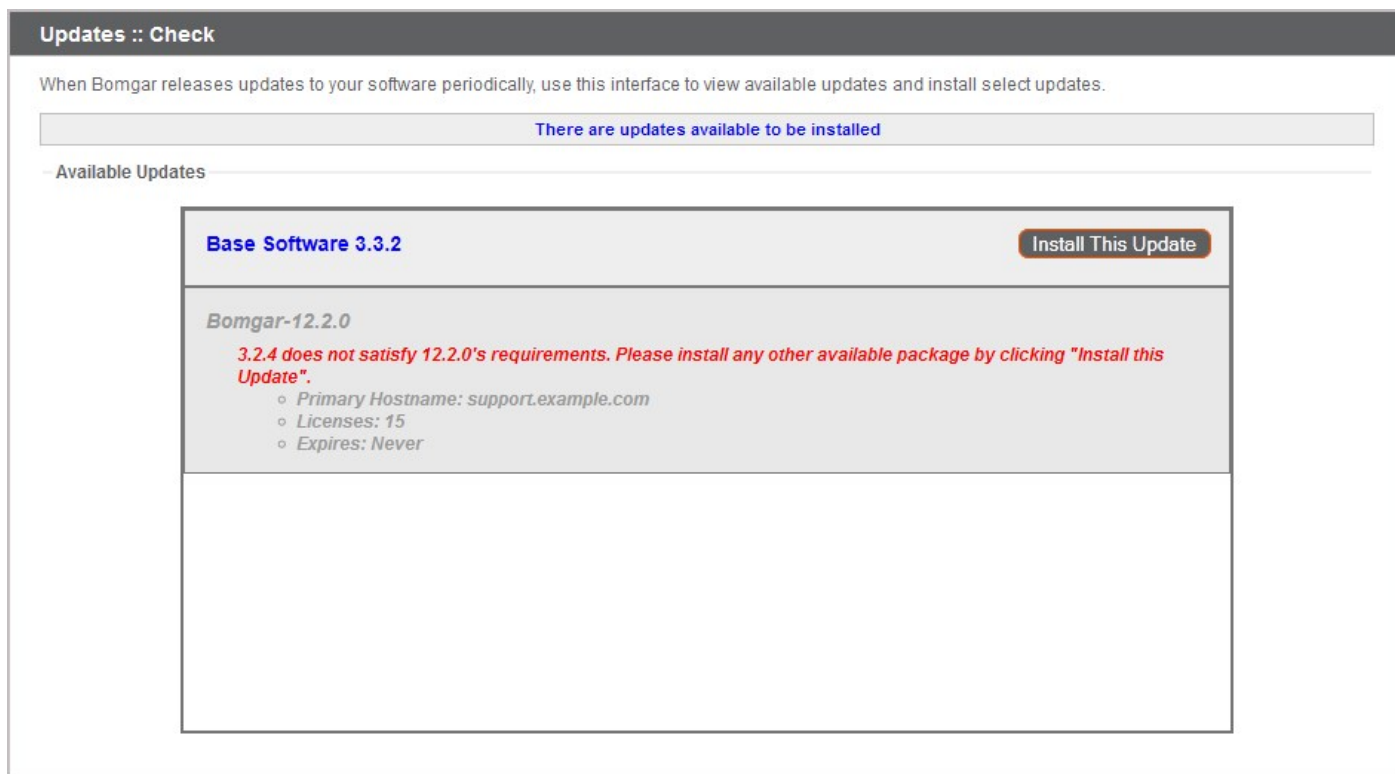 Updates :: Check
When Bomgar releases updates to your software periodically, use this interface to view available updates and install select updates.
There are updates available to be installed
Available Updates
Base Software 3.3.2
Install This Update
Bomgar-12.2.0
3.2.4 does not satisfy 12.2.0's requirements. Please install any other available package by clicking "Install this
Update".
Primary Hostname: support.example.com
Licenses: 15
Expires: Never